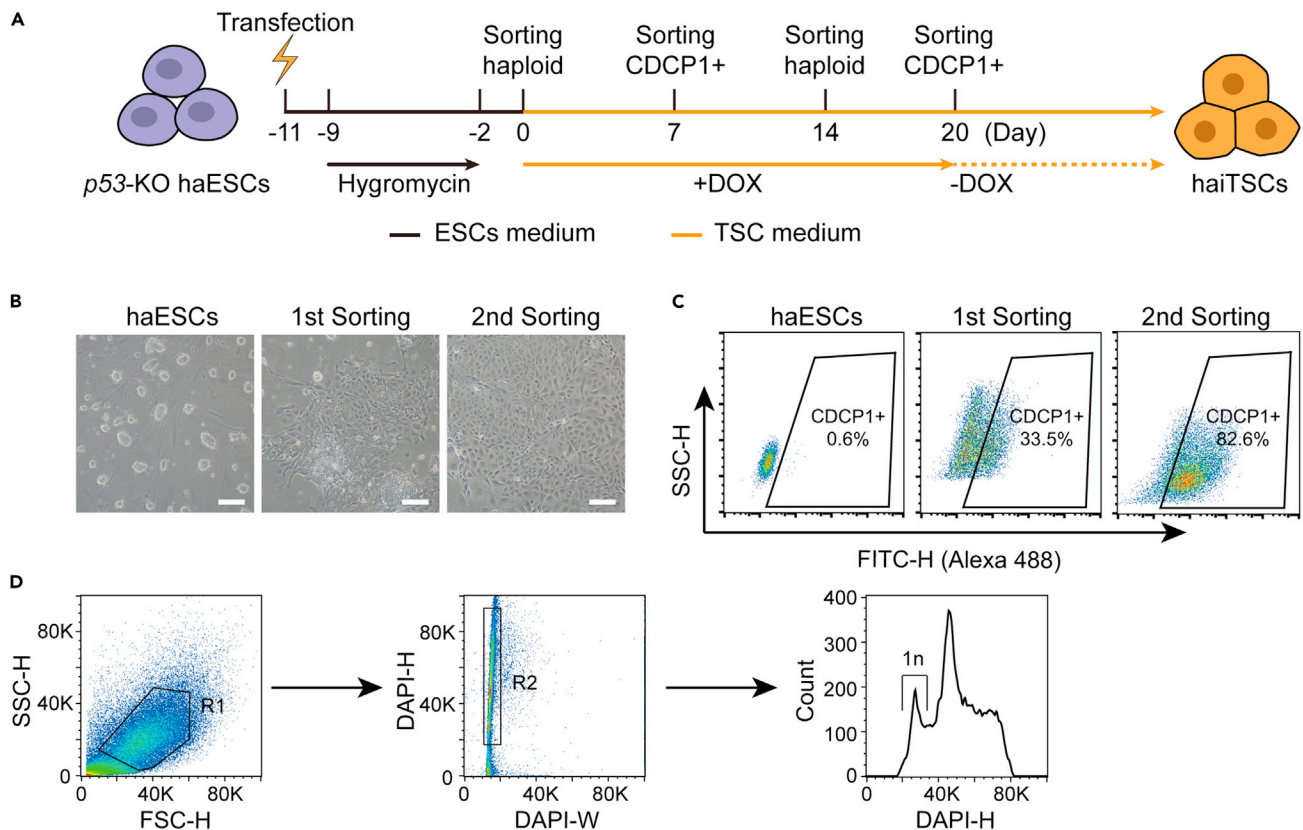 A
Transfection
Sorting haploid
Sorting CDCP1+
Sorting haploid
Sorting CDCP1+
-11 -9 -2 0 7 14 20 (Day)
p53-KO haESCs
Hygromycin
+DOX
-DOX
haiTSCs
ESCs medium
TSC medium
B
haESCs 1st Sorting 2nd Sorting
C
haESCs 1st Sorting 2nd Sorting
CDCP1+
0.6%
CDCP1+
33.5%
CDCP1+
82.6%
SSC-H
FITC-H (Alexa 488)
D
SSC-H
80K
40K
0
R1
0 40K 80K
FSC-H
DAPI-H
80K
40K
0
R2
40K 80K
DAPI-W
Count
400
300
200
100
0
1n
0 40K 80K
DAPI-H